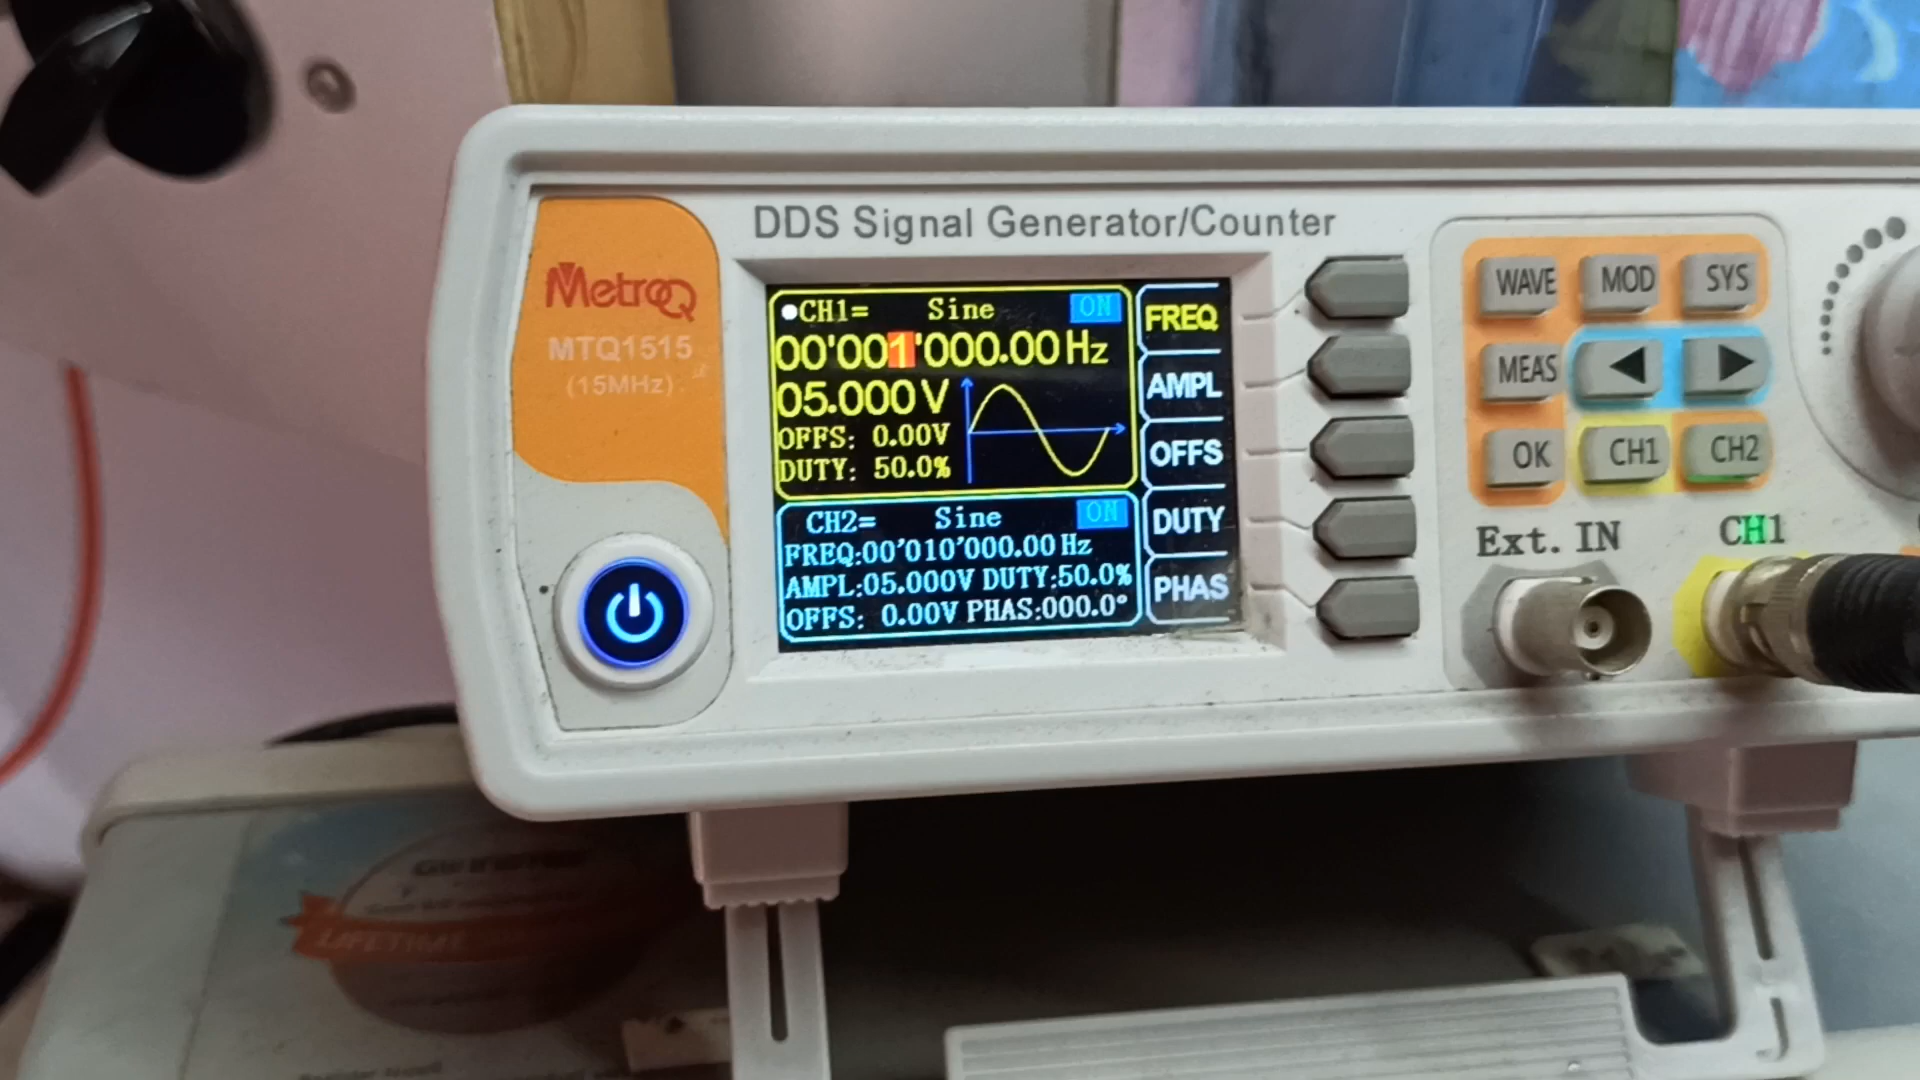 DDS Signal Generator/Counter
MetroQ
MTQ1515
(15MHz)
CH1= Sine ON
00'001'000.00 Hz
05.000 V
OFFS: 0.00V
DUTY: 50.0%
CH2= Sine ON
FREQ:00'010'000.00 Hz
AMPL:05.000V DUTY:50.0%
OFFS: 0.00V PHAS:000.0°
FREQ
AMPL
OFFS
DUTY
PHAS
WAVE MOD SYS
MEAS
OK CH1 CH2
Ext. IN CH1
LIFETIME